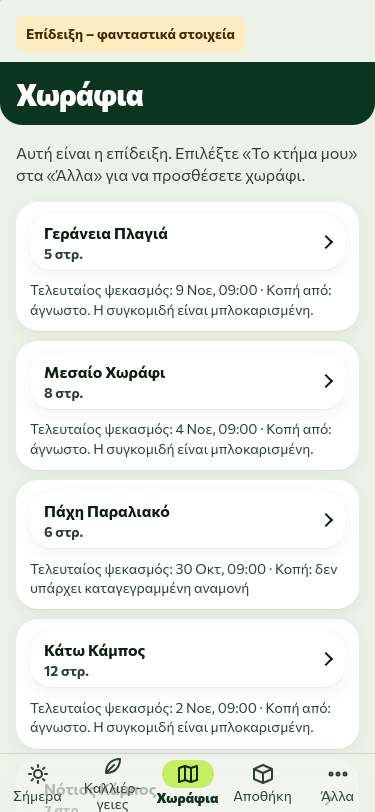 Επίδειξη – φανταστικά στοιχεία
Χωράφια
Αυτή είναι η επίδειξη. Επιλέξτε «Το κτήμα μου»
στα «Άλλα» για να προσθέσετε χωράφι.
Γεράνεια Πλαγιά
5 στρ.
Τελευταίος ψεκασμός: 9 Νοε, 09:00 · Κοπή από:
άγνωστο. Η συγκομιδή είναι μπλοκαρισμένη.
Μεσαίο Χωράφι
8 στρ.
Τελευταίος ψεκασμός: 4 Νοε, 09:00 · Κοπή από:
άγνωστο. Η συγκομιδή είναι μπλοκαρισμένη.
Πάχη Παραλιακό
6 στρ.
Τελευταίος ψεκασμός: 30 Οκτ, 09:00 · Κοπή: δεν
υπάρχει καταγεγραμμένη αναμονή
Κάτω Κάμπος
12 στρ.
Τελευταίος ψεκασμός: 2 Νοε, 09:00 · Κοπή από:
άγνωστο. Η συγκομιδή είναι μπλοκαρισμένη.
Νότιος Κάμπος
7 στρ.
Σήμερα
Καλλιέρ-
γειες
Χωράφια
Αποθήκη
Άλλα